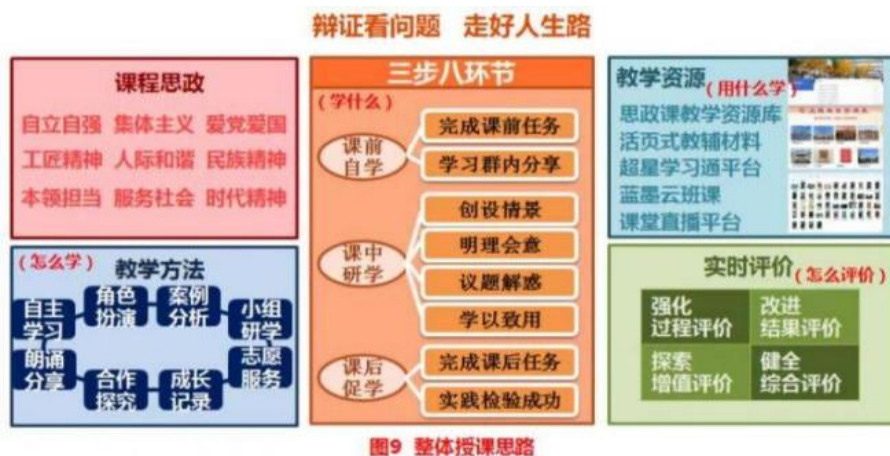 辩证看问题 走好人生路
课程思政
自立自强 集体主义 爱党爱国
工匠精神 人际和谐 民族精神
本领担当 服务社会 时代精神
(怎么学)
教学方法
自主
学习
角色
扮演
案例
分析
小组
研学
朗诵
分享
合作
探究
成长
记录
志愿
服务
三步八环节
(学什么)
课前
自学
完成课前任务
学习群内分享
课中
研学
创设情景
明理会意
议题解惑
学以致用
课后
促学
完成课后任务
实践检验成功
教学资源
(用什么学)
思政课教学资源库
活页式教辅材料
超星学习通平台
蓝墨云班课
课堂直播平台
实时评价
(怎么评价)
强化
过程评价
改进
结果评价
探索
增值评价
健全
综合评价
图9 整体授课思路